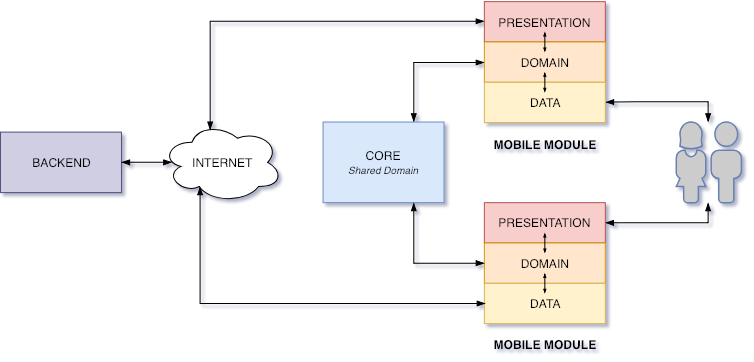 PRESENTATION
DOMAIN
DATA
MOBILE MODULE
BACKEND
INTERNET
CORE
Shared Domain
PRESENTATION
DOMAIN
DATA
MOBILE MODULE